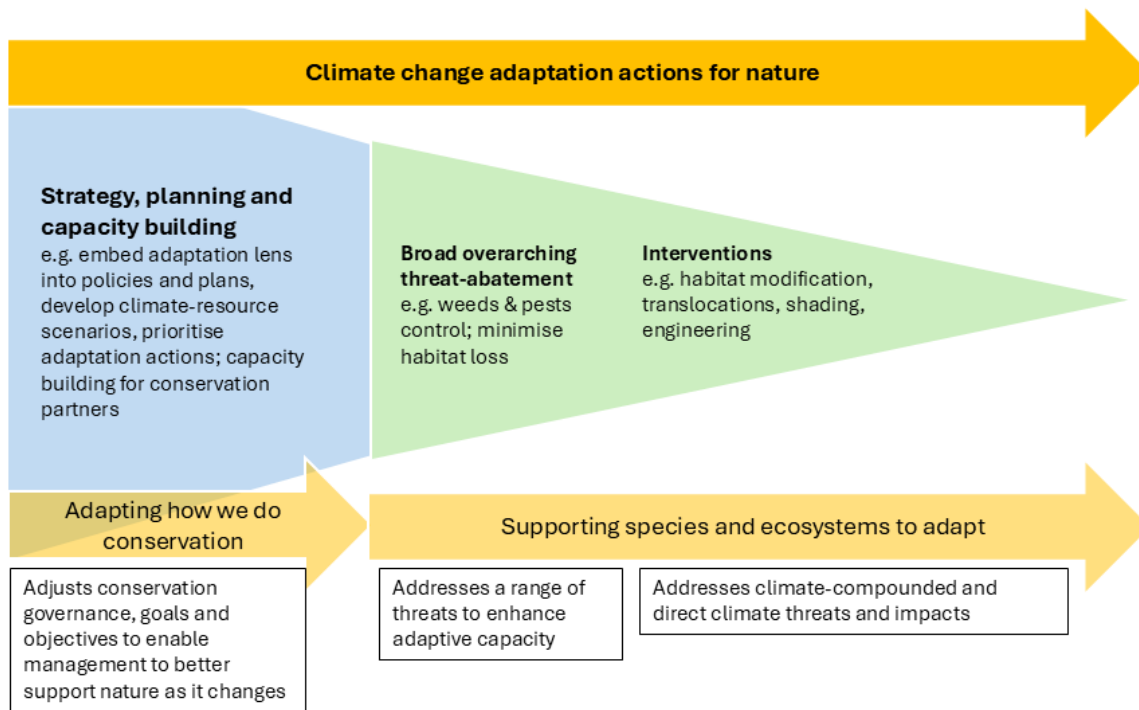 Climate change adaptation actions for nature
Strategy, planning and
capacity building
e.g. embed adaptation lens
into policies and plans,
develop climate-resource
scenarios, prioritise
adaptation actions; capacity
building for conservation
partners
Broad overarching
threat-abatement
e.g. weeds & pests
control; minimise
habitat loss
Interventions
e.g. habitat modification,
translocations, shading,
engineering
Adapting how we do
conservation
Supporting species and ecosystems to adapt
Adjusts conservation
governance, goals and
objectives to enable
management to better
support nature as it changes
Addresses a range of
threats to enhance
adaptive capacity
Addresses climate-compounded and
direct climate threats and impacts